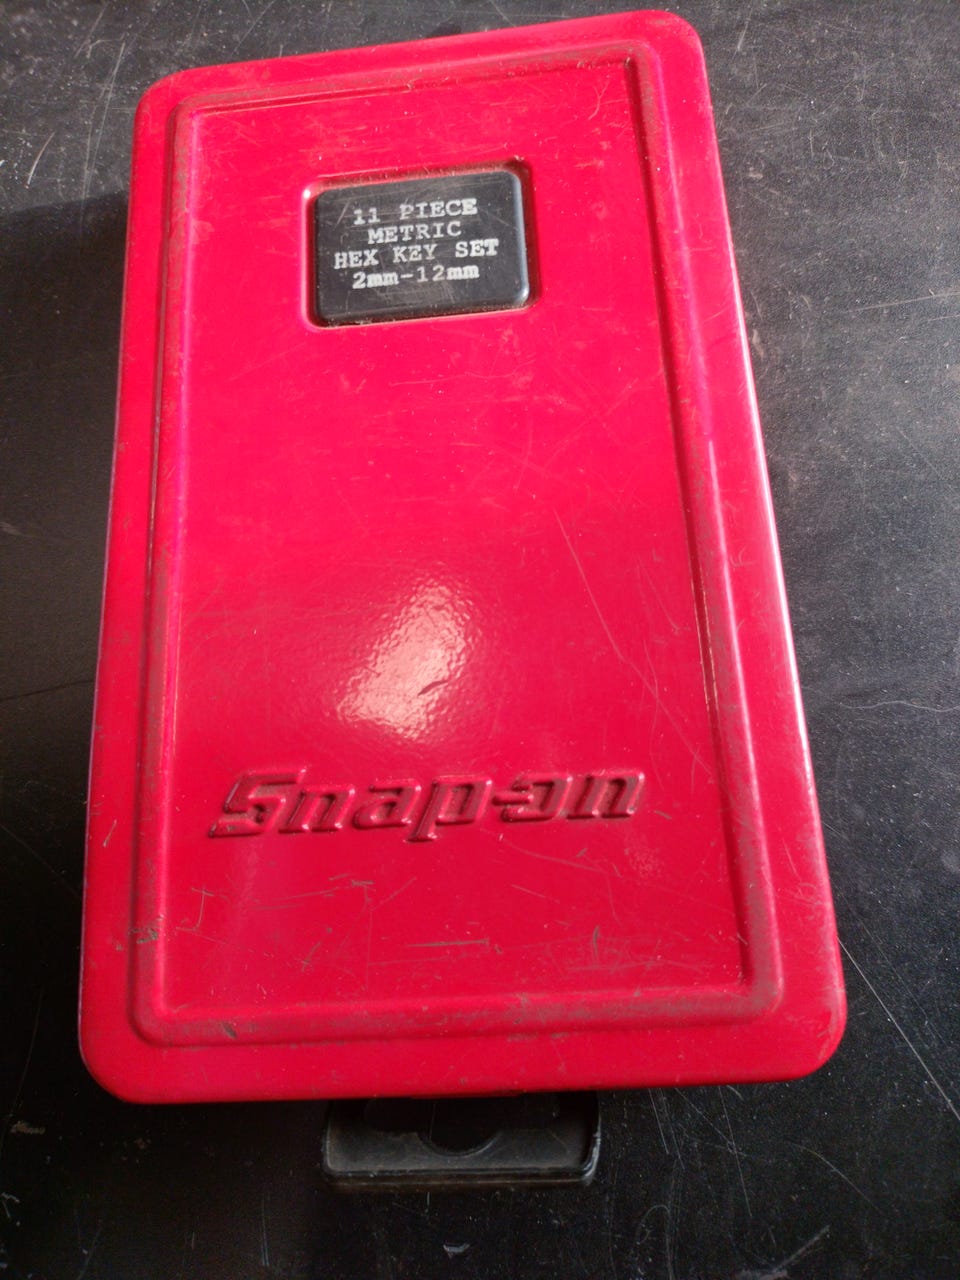 11 PIECE
METRIC
HEX KEY SET
2mm-12mm
Snap-on